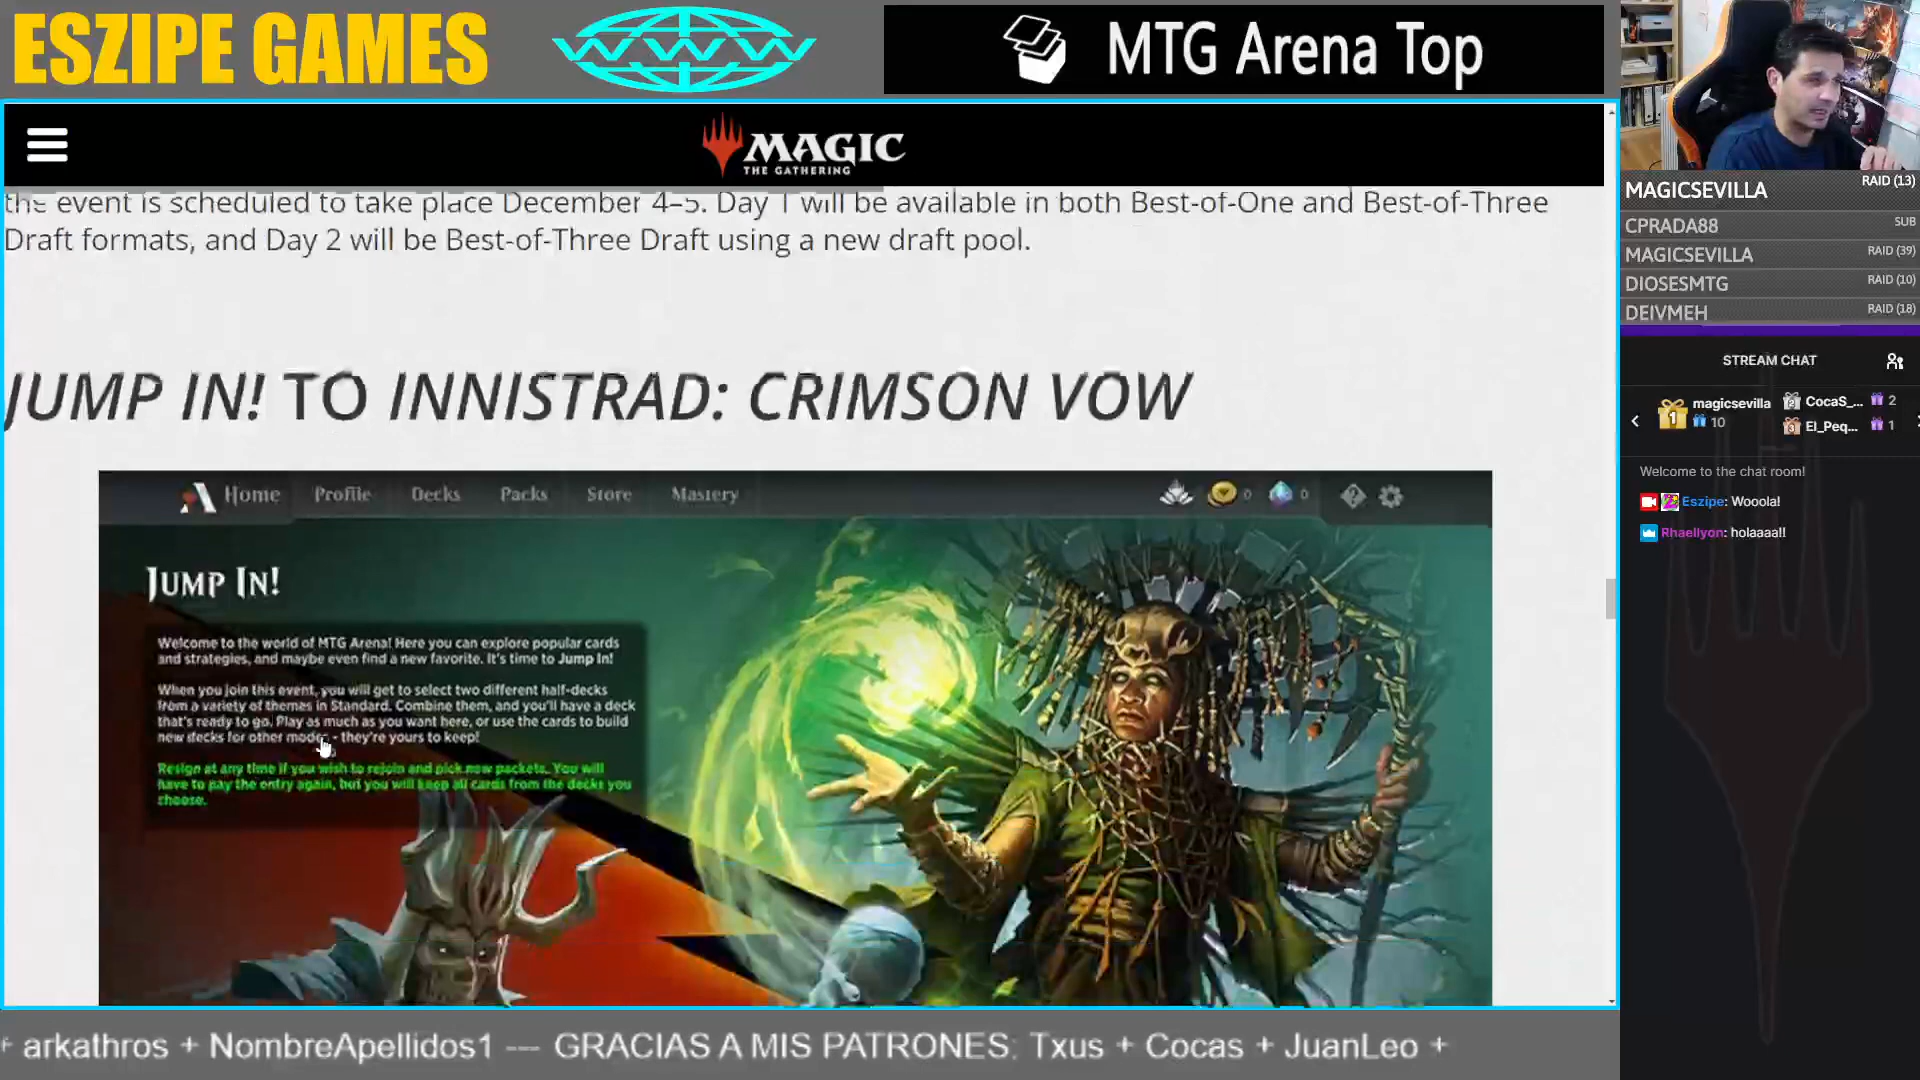 ESZIPE GAMES
WWW
MTG Arena Top
MAGIC
THE GATHERING
the event is scheduled to take place December 4–5. Day 1 will be available in both Best-of-One and Best-of-Three
Draft formats, and Day 2 will be Best-of-Three Draft using a new draft pool.
JUMP IN! TO INNISTRAD: CRIMSON VOW
Home Profile Decks Packs Store Mastery 0 0
JUMP IN!
Welcome to the world of MTG Arena! Here you can explore popular cards
and strategies, and maybe even find a new favorite. It's time to Jump In!
When you join this event, you will get to select two different half-decks
from a variety of themes in Standard. Combine them, and you'll have a deck
that's ready to go. Play as much as you want here, or use the cards to build
new decks for other modes - they're yours to keep!
Resign at any time if you wish to rejoin and pick new packets. You will
have to pay the entry again, but you will keep all cards from the decks you
choose.
MAGICSEVILLA RAID (13)
CPRADA88 SUB
MAGICSEVILLA RAID (39)
DIOSESMTG RAID (10)
DEIVMEH RAID (18)
STREAM CHAT
1 magicsevilla 10
2 CocaS_... 2
3 El_Peq... 1
Welcome to the chat room!
Eszipe: Wooola!
Rhaellyon: holaaaa!!
+ arkathros + NombreApellidos1 --- GRACIAS A MIS PATRONES: Txus + Cocas + JuanLeo +